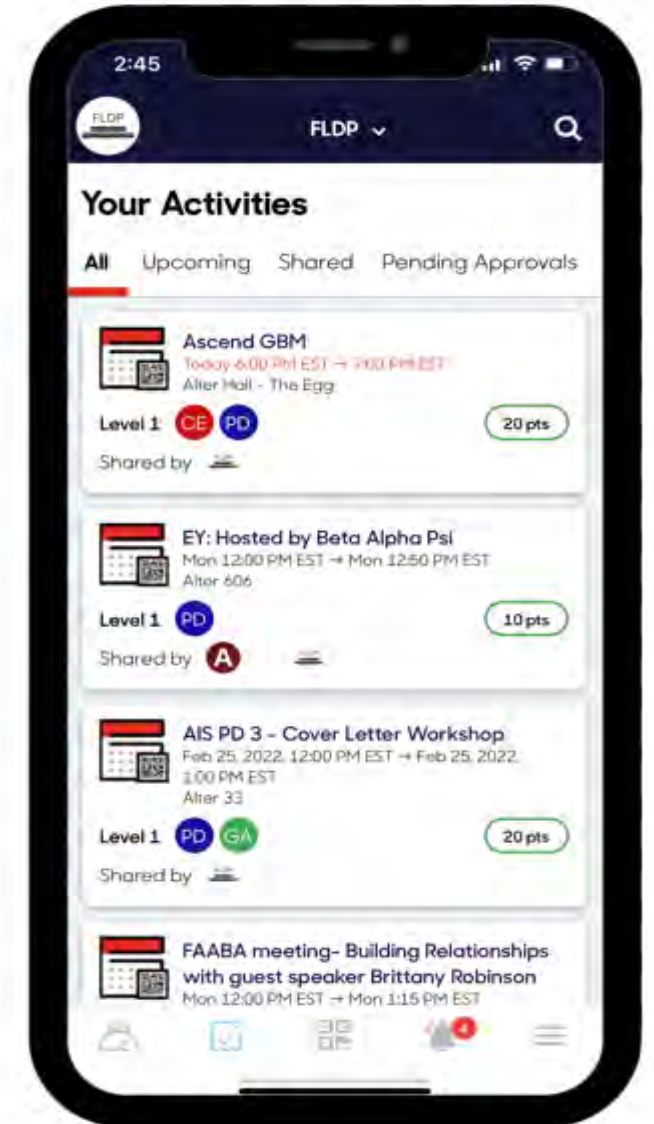 2:45
FLDP
FLDP
Your Activities
All Upcoming Shared Pending Approvals
Ascend GBM
Today 6:00 PM EST → 7:00 PM EST
Alter Hall - The Egg
Level 1 CE PD 20 pts
Shared by
EY: Hosted by Beta Alpha Psi
Mon 12:00 PM EST → Mon 12:50 PM EST
Alter 606
Level 1 PD 10 pts
Shared by A
AIS PD 3 - Cover Letter Workshop
Feb 25, 2022, 12:00 PM EST → Feb 25, 2022,
1:00 PM EST
Alter 33
Level 1 PD GA 20 pts
Shared by
FAABA meeting- Building Relationships
with guest speaker Brittany Robinson
Mon 12:00 PM EST → Mon 1:15 PM EST
4